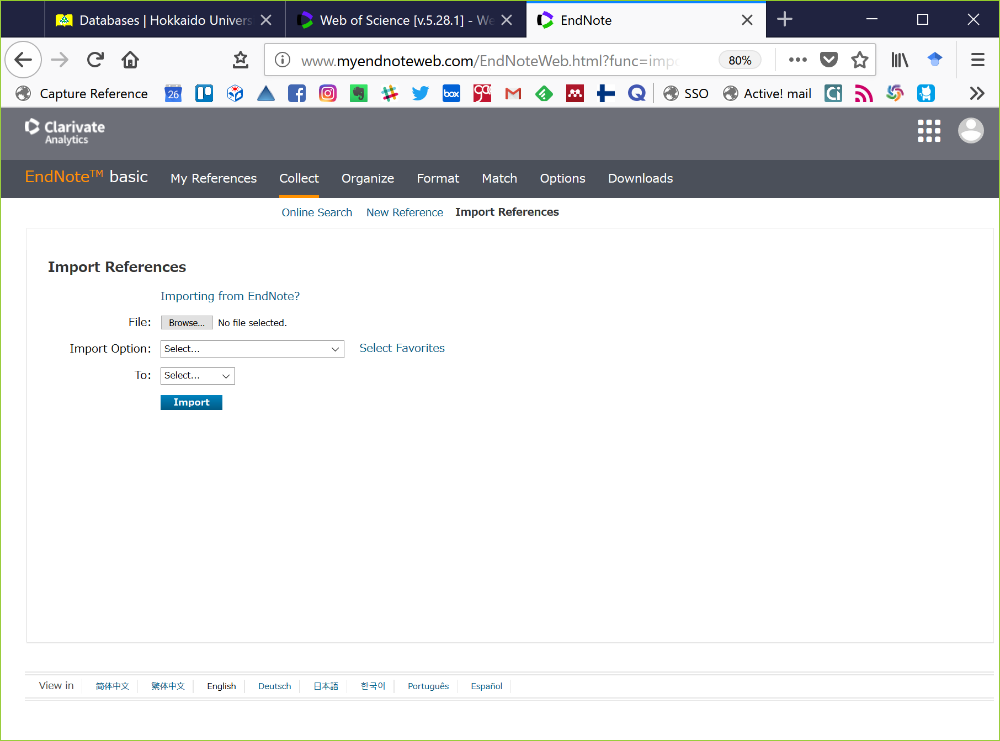 Databases | Hokkaido Univers
Web of Science [v.5.28.1] - We
EndNote
www.myendnoteweb.com/EndNoteWeb.html?func=impo
80%
Capture Reference
26
box
SSO
Active! mail
Ci
Clarivate
Analytics
EndNote™ basic
My References
Collect
Organize
Format
Match
Options
Downloads
Online Search
New Reference
Import References
Import References
Importing from EndNote?
File:
Browse...
No file selected.
Import Option:
Select...
Select Favorites
To:
Select...
Import
View in
简体中文
繁体中文
English
Deutsch
日本語
한국어
Português
Español